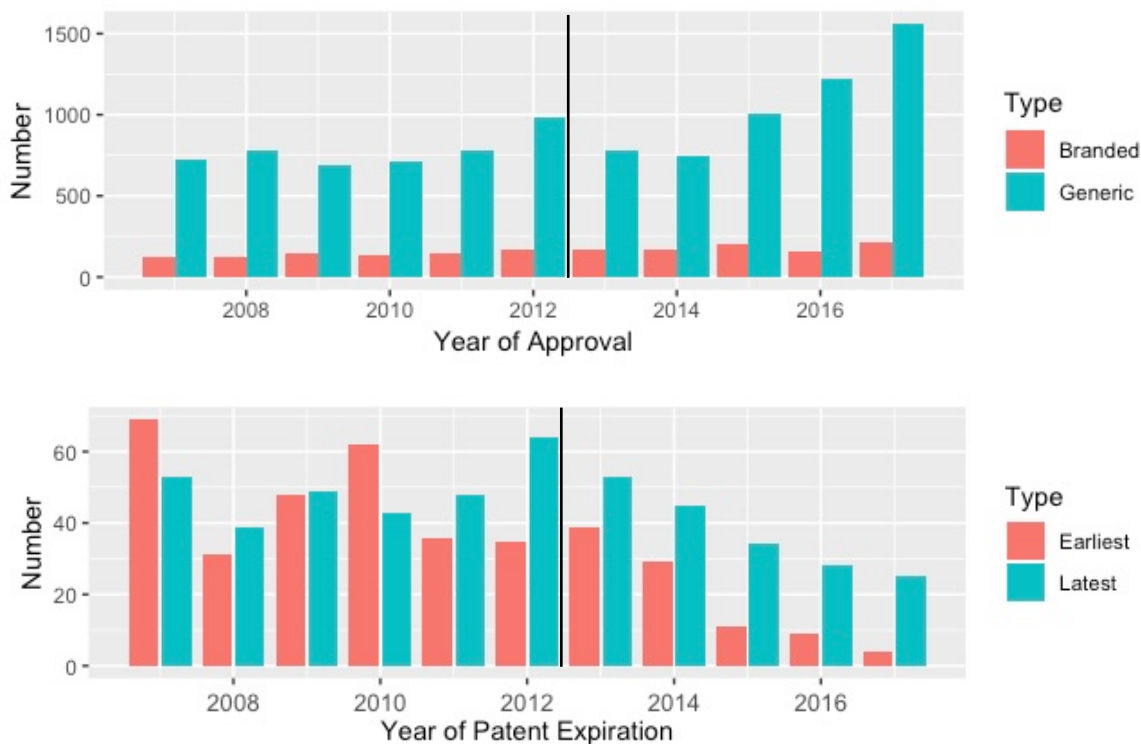 1500
1000
500
0
Number
2008 2010 2012 2014 2016
Year of Approval
Type
Branded
Generic
60
40
20
0
Number
2008 2010 2012 2014 2016
Year of Patent Expiration
Type
Earliest
Latest